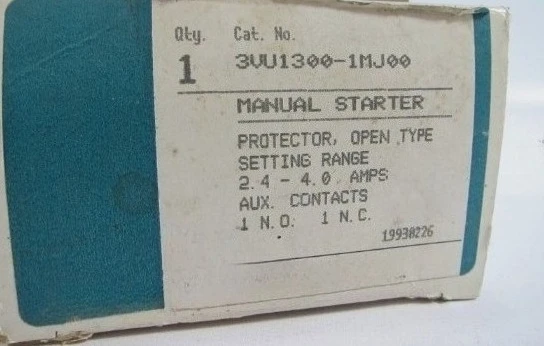 Qty. Cat. No.
1 3VU1300-1MJ00
MANUAL STARTER
PROTECTOR, OPEN TYPE
SETTING RANGE
2.4 - 4.0 AMPS
AUX. CONTACTS
1 N.O. 1 N.C.
19930226